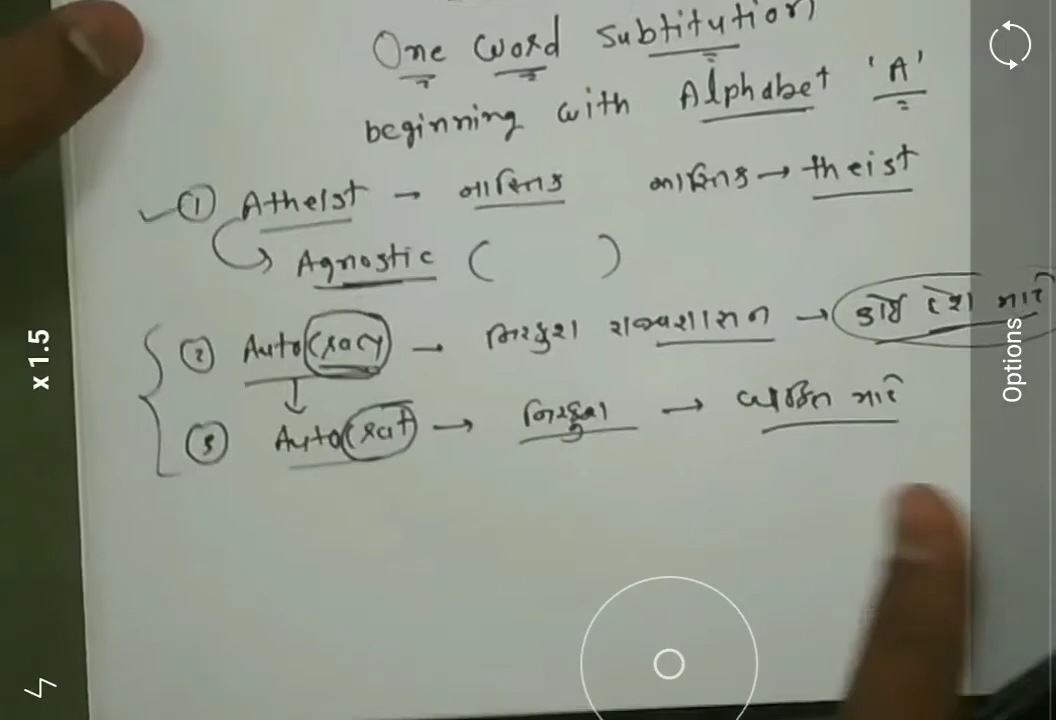 One word subtitution
beginning with Alphabet 'A'
① Atheist → નાસ્તિક આસ્તિક → theist
Agnostic ( )
② Autocracy → નિરંકુશ રાજ્યશાસન → કોઈ દેશ માટે
③ Autocrat → નિરંકુશ → વ્યક્તિ માટે
x 1.5
Options